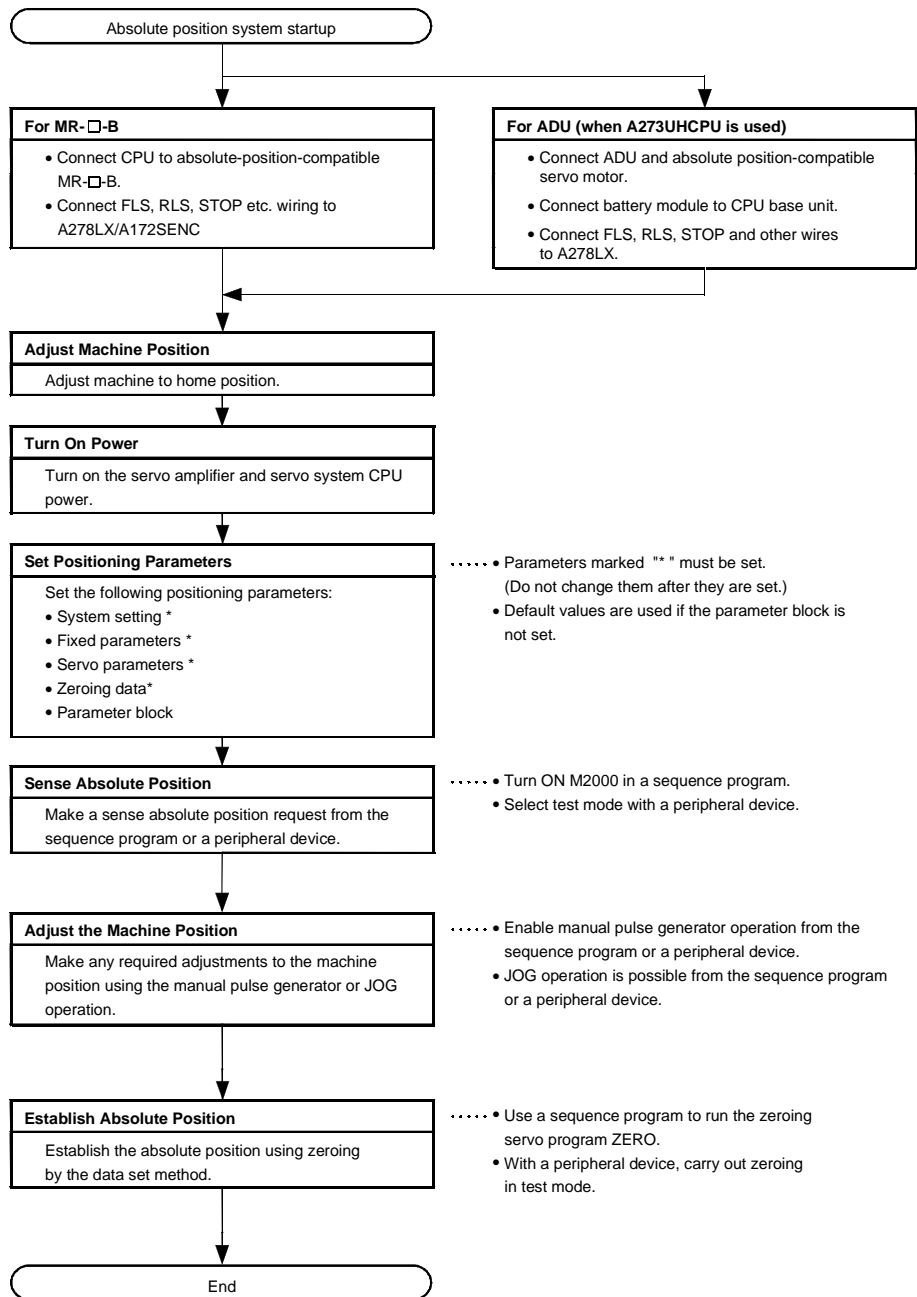 Absolute position system startup
For MR-□-B
• Connect CPU to absolute-position-compatible
MR-□-B.
• Connect FLS, RLS, STOP etc. wiring to
A278LX/A172SENC
For ADU (when A273UHCPU is used)
• Connect ADU and absolute position-compatible
servo motor.
• Connect battery module to CPU base unit.
• Connect FLS, RLS, STOP and other wires
to A278LX.
Adjust Machine Position
Adjust machine to home position.
Turn On Power
Turn on the servo amplifier and servo system CPU
power.
Set Positioning Parameters
Set the following positioning parameters:
• System setting *
• Fixed parameters *
• Servo parameters *
• Zeroing data*
• Parameter block
• Parameters marked "* " must be set.
(Do not change them after they are set.)
• Default values are used if the parameter block is
not set.
Sense Absolute Position
Make a sense absolute position request from the
sequence program or a peripheral device.
• Turn ON M2000 in a sequence program.
• Select test mode with a peripheral device.
Adjust the Machine Position
Make any required adjustments to the machine
position using the manual pulse generator or JOG
operation.
• Enable manual pulse generator operation from the
sequence program or a peripheral device.
• JOG operation is possible from the sequence program
or a peripheral device.
Establish Absolute Position
Establish the absolute position using zeroing
by the data set method.
• Use a sequence program to run the zeroing
servo program ZERO.
• With a peripheral device, carry out zeroing
in test mode.
End